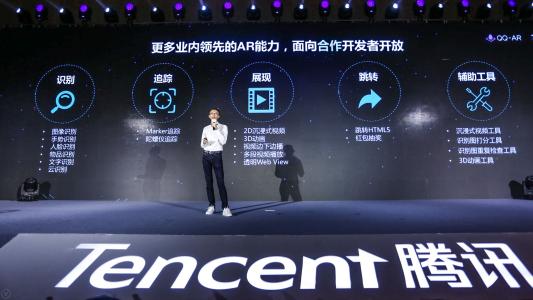 QQ-AR
更多业内领先的AR能力，面向合作开发者开放
识别
图像识别
手势识别
人脸识别
物品识别
文字识别
云识别
追踪
Marker追踪
陀螺仪追踪
展现
2D沉浸式视频
3D动画
视频边下边播
多段视频播放
透明Web View
跳转
跳转HTML5
红包抽奖
辅助工具
沉浸式视频工具
识别图打分工具
识别图重复检查工具
3D动画工具
Tencent 腾讯